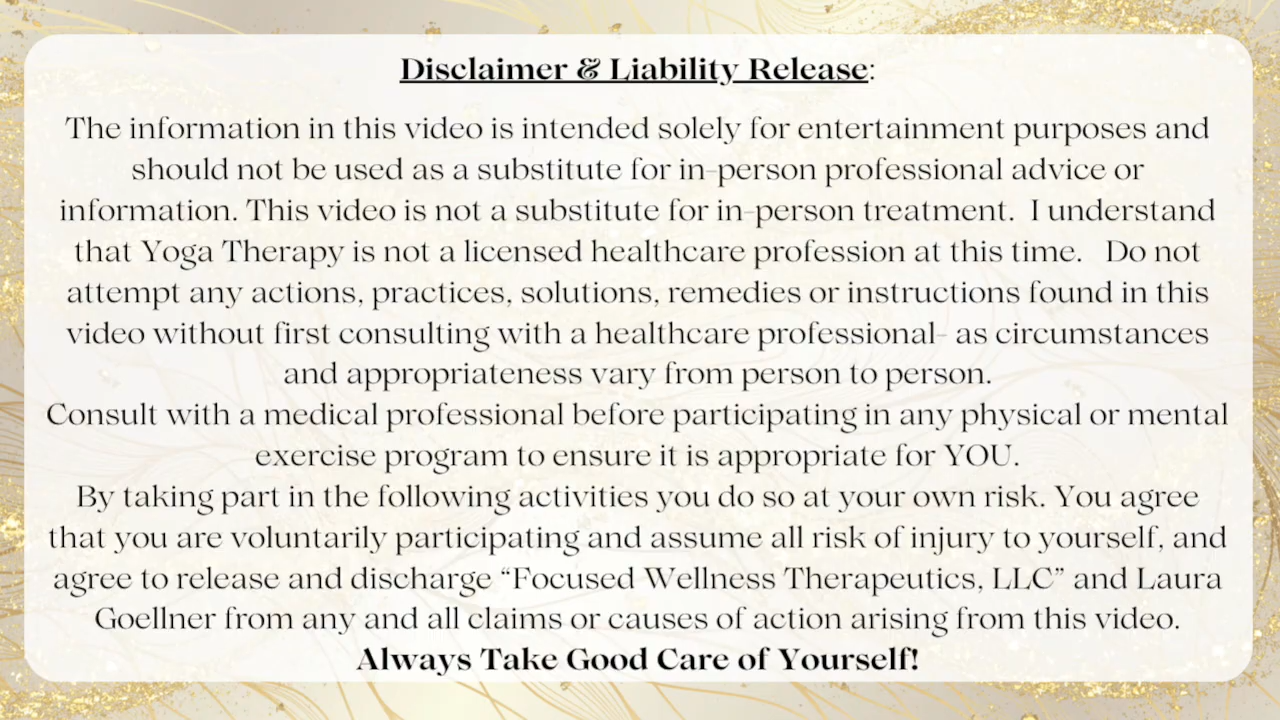 Disclaimer & Liability Release:
The information in this video is intended solely for entertainment purposes and
should not be used as a substitute for in-person professional advice or
information. This video is not a substitute for in-person treatment.  I understand
that Yoga Therapy is not a licensed healthcare profession at this time.   Do not
attempt any actions, practices, solutions, remedies or instructions found in this
video without first consulting with a healthcare professional- as circumstances
and appropriateness vary from person to person.
Consult with a medical professional before participating in any physical or mental
exercise program to ensure it is appropriate for YOU.
By taking part in the following activities you do so at your own risk. You agree
that you are voluntarily participating and assume all risk of injury to yourself, and
agree to release and discharge “Focused Wellness Therapeutics, LLC” and Laura
Goellner from any and all claims or causes of action arising from this video.
Always Take Good Care of Yourself!